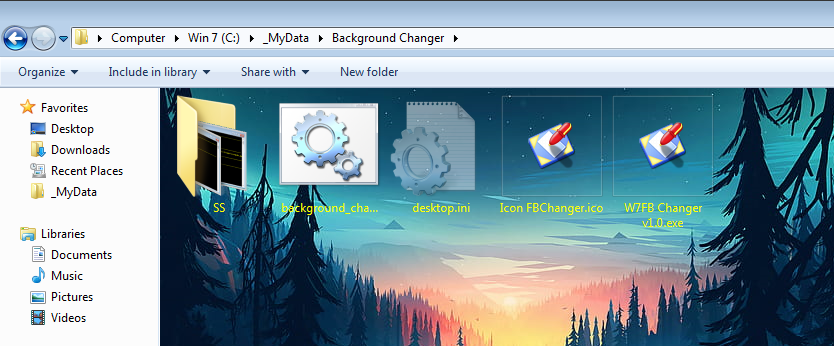 Computer Win 7 (C:) _MyData Background Changer
Organize Include in library Share with New folder
Favorites
Desktop
Downloads
Recent Places
_MyData
Libraries
Documents
Music
Pictures
Videos
SS
background_cha...
desktop.ini
Icon FBChanger.ico
W7FB Changer
v1.0.exe